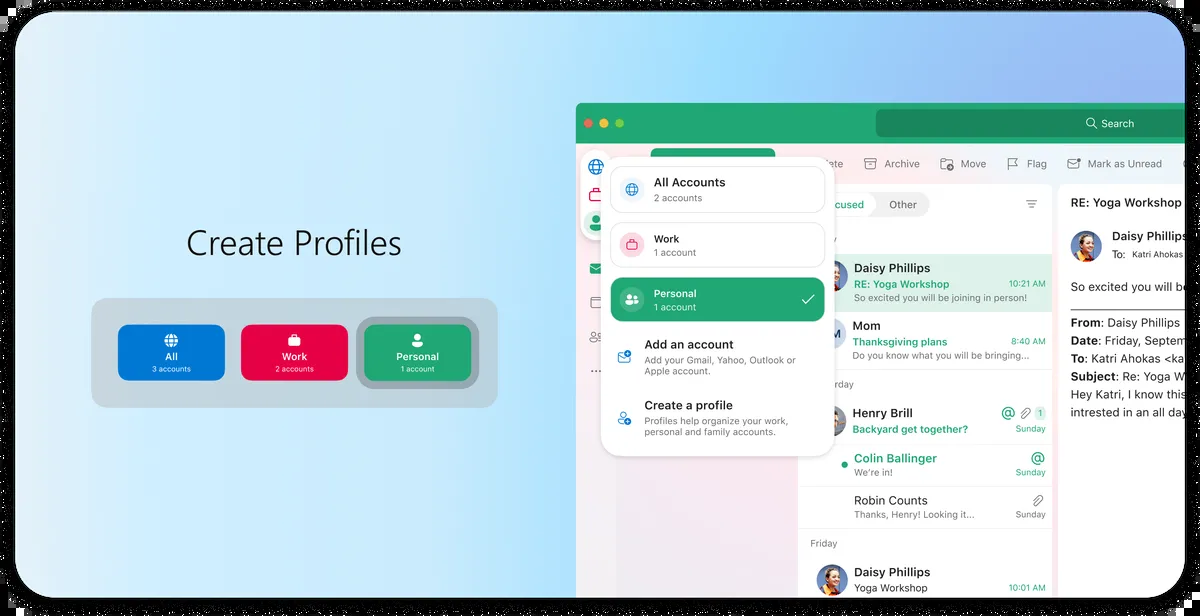 Create Profiles
All
3 accounts
Work
2 accounts
Personal
1 account
Search
Archive
Move
Flag
Mark as Unread
All Accounts
2 accounts
Work
1 account
Personal
1 account
Add an account
Add your Gmail, Yahoo, Outlook or
Apple account.
Create a profile
Profiles help organize your work,
personal and family accounts.
cused
Other
Daisy Phillips
RE: Yoga Workshop 10:21 AM
So excited you will be joining in person!
M
Mom
Thanksgiving plans 8:40 AM
Do you know what you will be bringing...
rday
Henry Brill
1
Backyard get together? Sunday
Colin Ballinger
We're in! Sunday
Robin Counts
Thanks, Henry! Looking it... Sunday
Friday
Daisy Phillips
Yoga Workshop 10:01 AM
RE: Yoga Workshop
Daisy Phillips
To: Katri Ahokas
So excited you will b
From: Daisy Phillips
Date: Friday, Septem
To: Katri Ahokas <ka
Subject: Re: Yoga W
Hey Katri, I know this
intrested in an all day